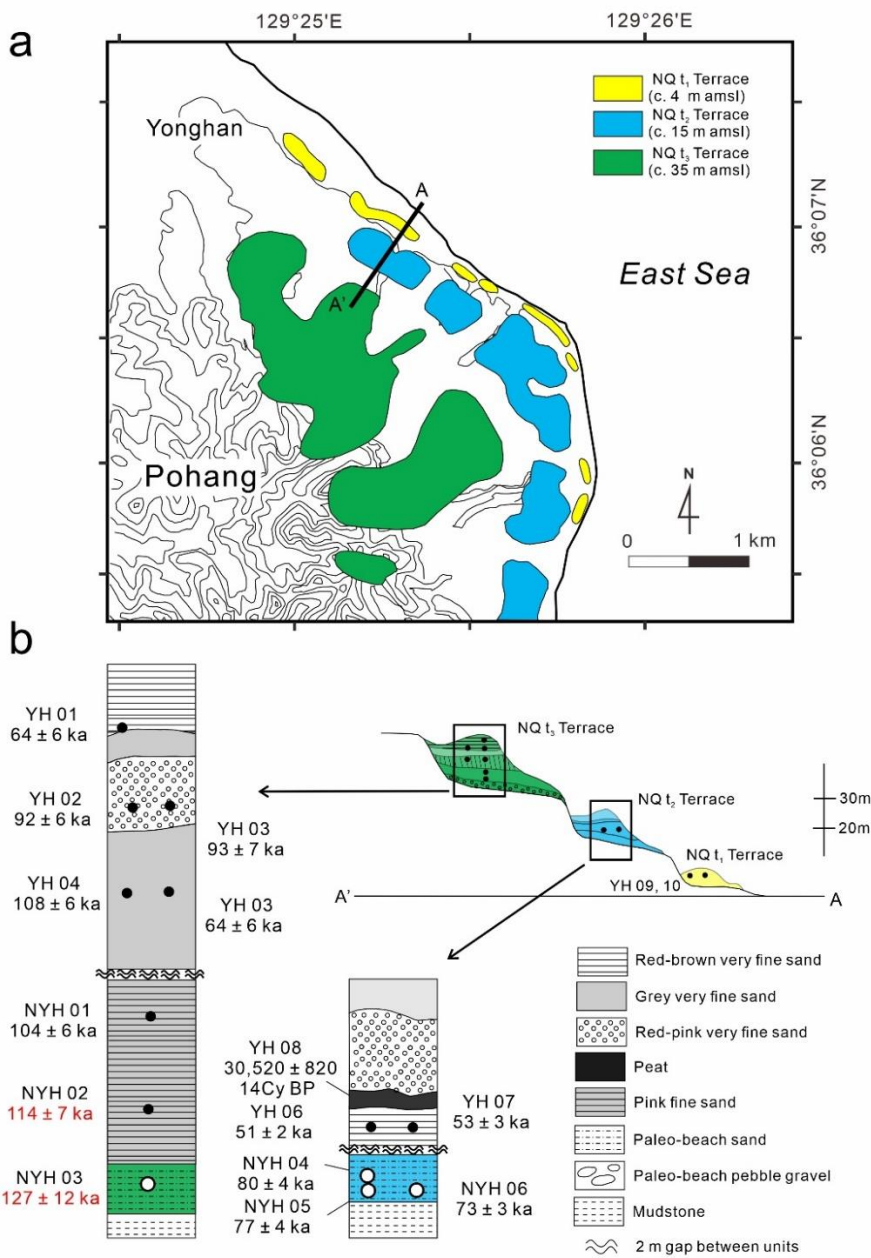 a
129°25'E
129°26'E
NQ t₁ Terrace
(c. 4 m amsl)
NQ t₂ Terrace
(c. 15 m amsl)
NQ t₃ Terrace
(c. 35 m amsl)
Yonghan
A
A'
36°07'N
East Sea
36°06'N
Pohang
N
0
1 km
b
YH 01
64 ± 6 ka
YH 02
92 ± 6 ka
YH 03
93 ± 7 ka
YH 04
108 ± 6 ka
YH 03
64 ± 6 ka
NYH 01
104 ± 6 ka
NYH 02
114 ± 7 ka
NYH 03
127 ± 12 ka
NQ t₃ Terrace
NQ t₂ Terrace
NQ t₁ Terrace
YH 09, 10
30m
20m
A'
A
YH 08
30,520 ± 820
14Cy BP
YH 06
51 ± 2 ka
YH 07
53 ± 3 ka
NYH 04
80 ± 4 ka
NYH 05
77 ± 4 ka
NYH 06
73 ± 3 ka
Red-brown very fine sand
Grey very fine sand
Red-pink very fine sand
Peat
Pink fine sand
Paleo-beach sand
Paleo-beach pebble gravel
Mudstone
2 m gap between units